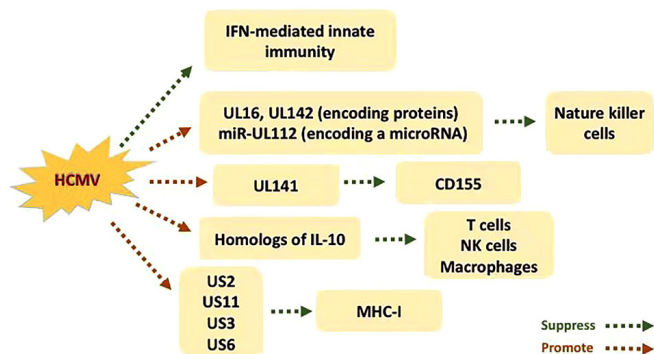 IFN-mediated innate
immunity
UL16, UL142 (encoding proteins)
miR-UL112 (encoding a microRNA)
Nature killer
cells
HCMV
UL141
CD155
Homologs of IL-10
T cells
NK cells
Macrophages
US2
US11
US3
US6
MHC-I
Suppress
Promote